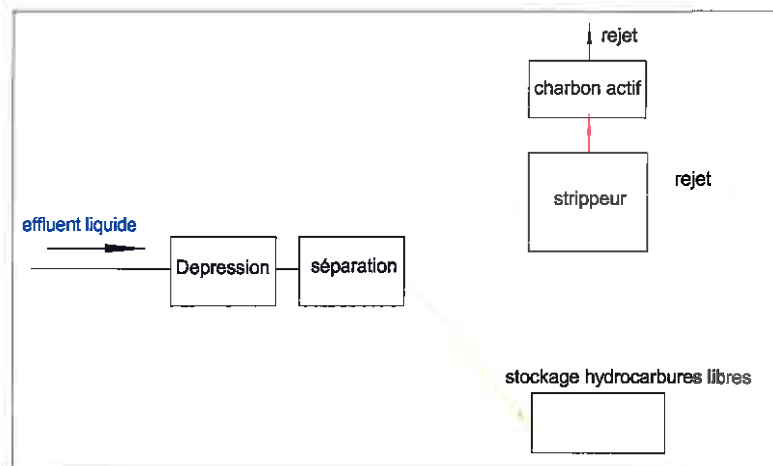 rejet
charbon actif
strippeur
rejet
effluent liquide
Depression
séparation
stockage hydrocarbures libres